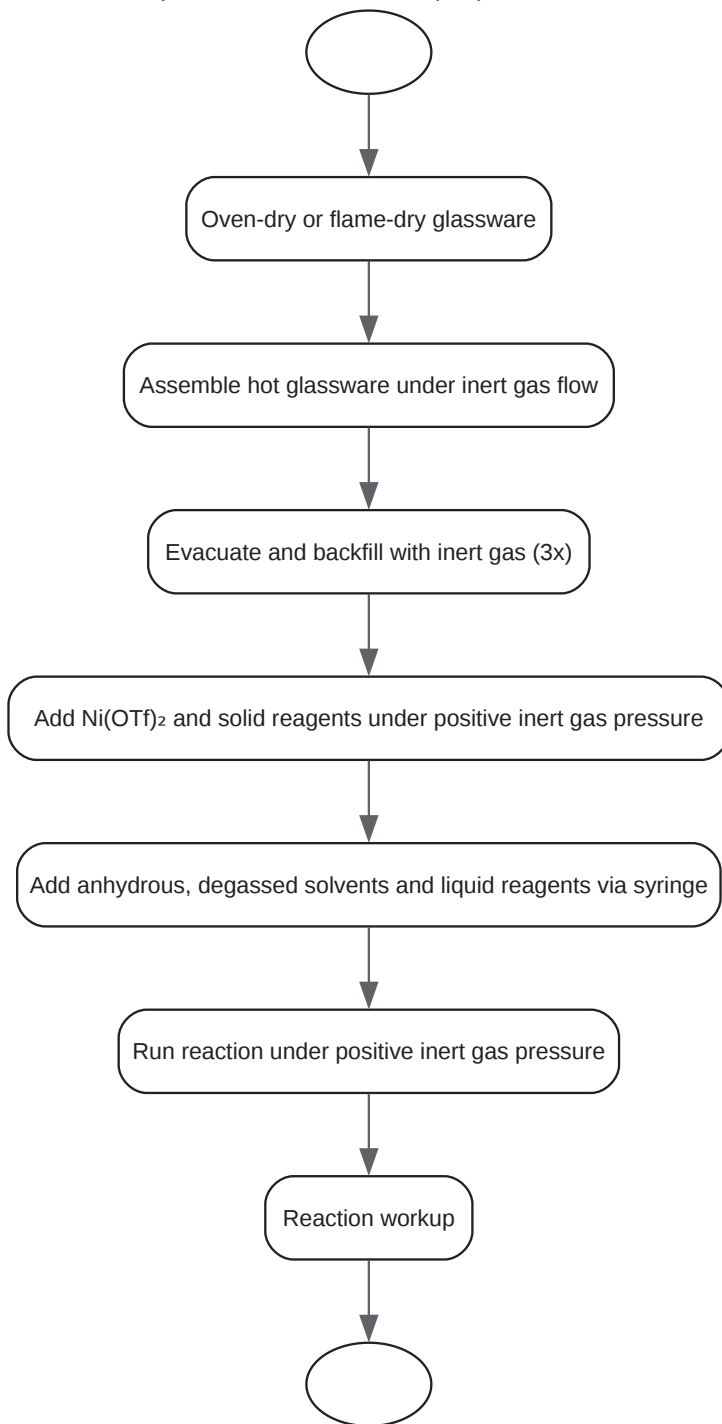 Oven-dry or flame-dry glassware
Assemble hot glassware under inert gas flow
Evacuate and backfill with inert gas (3x)
Add Ni(OTf)₂ and solid reagents under positive inert gas pressure
Add anhydrous, degassed solvents and liquid reagents via syringe
Run reaction under positive inert gas pressure
Reaction workup